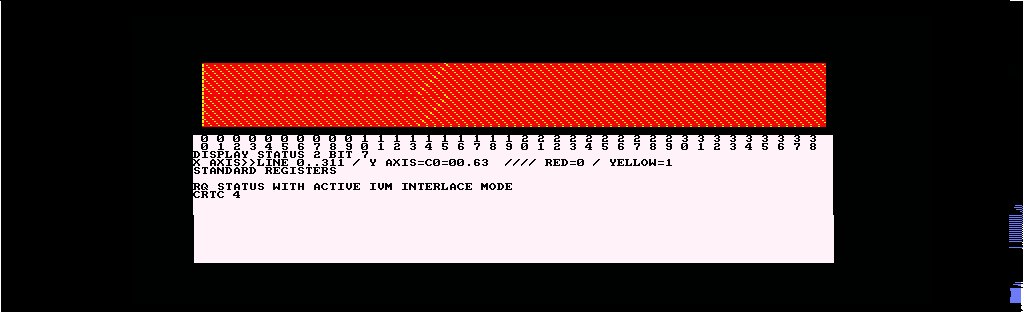 0 0 0 0 0 0 0 0 0 0 1 1 1 1 1 1 1 1 1 1 2 2 2 2 2 2 2 2 2 2 3 3 3 3 3 3 3 3 3
0 1 2 3 4 5 6 7 8 9 0 1 2 3 4 5 6 7 8 9 0 1 2 3 4 5 6 7 8 9 0 1 2 3 4 5 6 7 8
DISPLAY STATUS 2 BIT 7
X AXIS>>LINE 0..311 / Y AXIS=C0=00.63  //// RED=0 / YELLOW=1
STANDARD REGISTERS
RQ STATUS WITH ACTIVE IVM INTERLACE MODE
CRTC 4